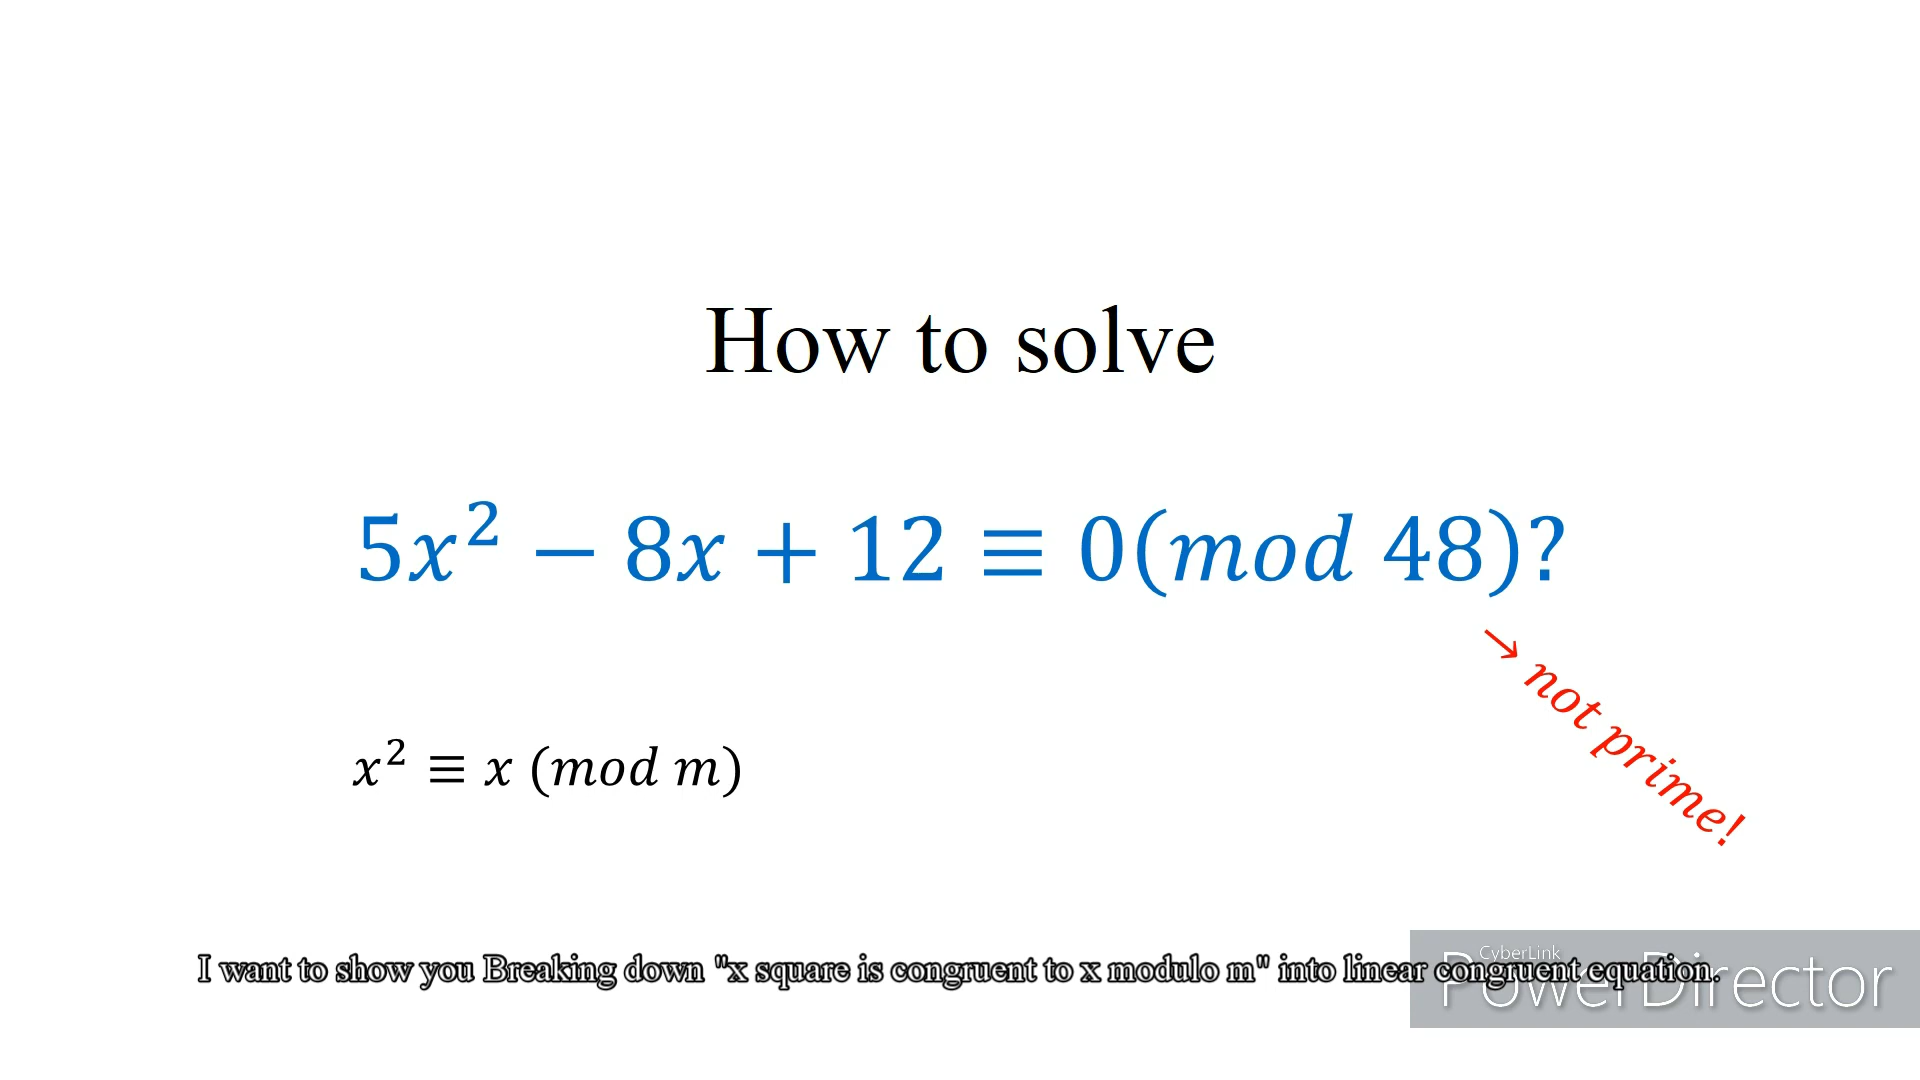 How to solve
5x² − 8x + 12 ≡ 0(mod 48)?
→ not prime!
x² ≡ x (mod m)
I want to show you Breaking down "x square is congruent to x modulo m" into linear congruent equation.
CyberLink
PowerDirector